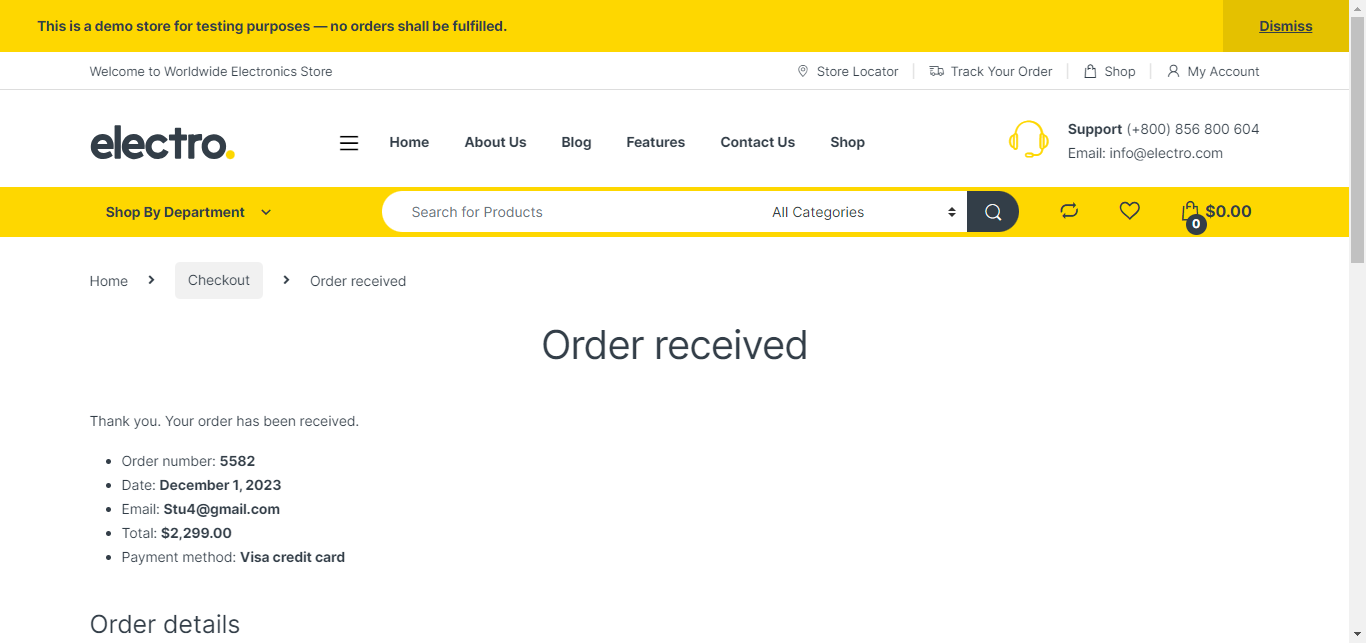 This is a demo store for testing purposes — no orders shall be fulfilled. Dismiss
Welcome to Worldwide Electronics Store Store Locator Track Your Order Shop My Account
electro. Home About Us Blog Features Contact Us Shop
Support (+800) 856 800 604
Email: info@electro.com
Shop By Department Search for Products All Categories 0 $0.00
Home Checkout Order received
Order received
Thank you. Your order has been received.
Order number: 5582
Date: December 1, 2023
Email: Stu4@gmail.com
Total: $2,299.00
Payment method: Visa credit card
Order details